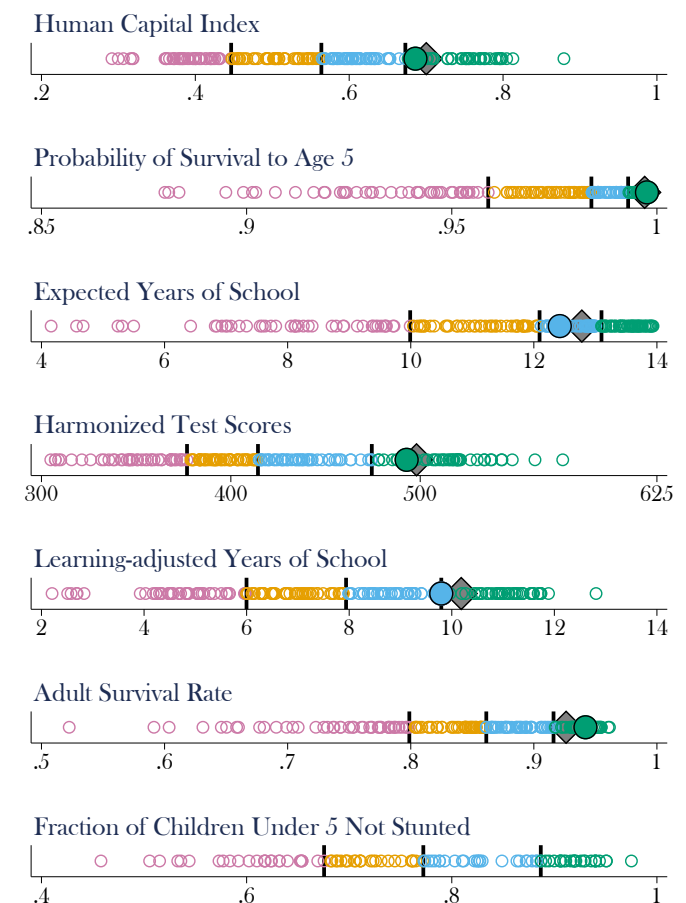 Human Capital Index
.2 .4 .6 .8 1
Probability of Survival to Age 5
.85 .9 .95 1
Expected Years of School
4 6 8 10 12 14
Harmonized Test Scores
300 400 500 625
Learning-adjusted Years of School
2 4 6 8 10 12 14
Adult Survival Rate
.5 .6 .7 .8 .9 1
Fraction of Children Under 5 Not Stunted
.4 .6 .8 1